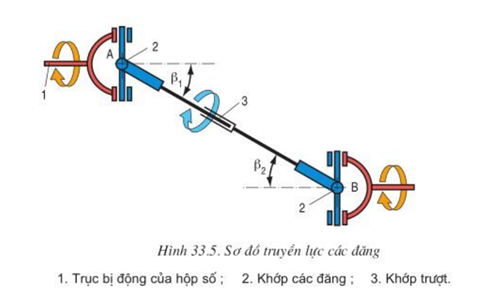 A
2
β1
1
3
β2
B
2
Hình 33.5. Sơ đồ truyền lực các đăng
1. Trục bị động của hộp số ; 2. Khớp các đăng ; 3. Khớp trượt.